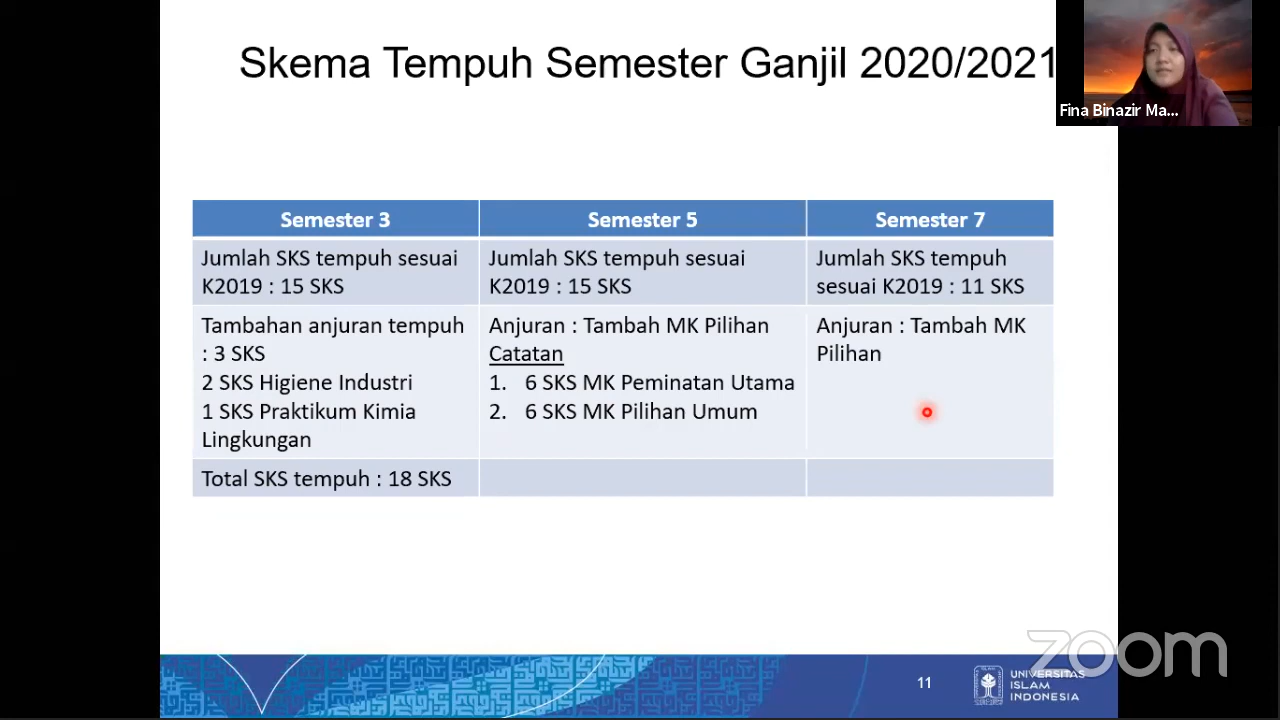 Skema Tempuh Semester Ganjil 2020/2021
Fina Binazir Ma...
Semester 3
Semester 5
Semester 7
Jumlah SKS tempuh sesuai
K2019 : 15 SKS
Jumlah SKS tempuh sesuai
K2019 : 15 SKS
Jumlah SKS tempuh
sesuai K2019 : 11 SKS
Tambahan anjuran tempuh
: 3 SKS
2 SKS Higiene Industri
1 SKS Praktikum Kimia
Lingkungan
Anjuran : Tambah MK Pilihan
Catatan
1. 6 SKS MK Peminatan Utama
2. 6 SKS MK Pilihan Umum
Anjuran : Tambah MK
Pilihan
Total SKS tempuh : 18 SKS
zoom
11
UNIVERSITAS
ISLAM
INDONESIA